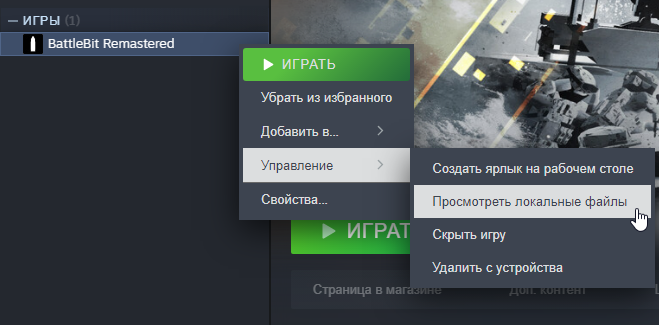 ИГРЫ (1)
BattleBit Remastered
ИГРАТЬ
Убрать из избранного
Добавить в...
Управление
Свойства...
Создать ярлык на рабочем столе
Просмотреть локальные файлы
Скрыть игру
Удалить с устройства
ИГРАТ
Страница в магазине
Доп. контент